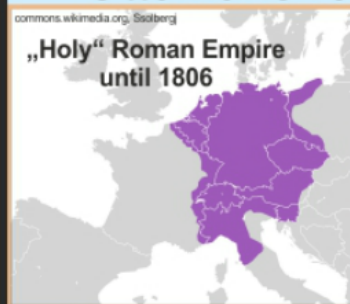 commons.wikimedia.org, Ssolbergj
„Holy“ Roman Empire
until 1806